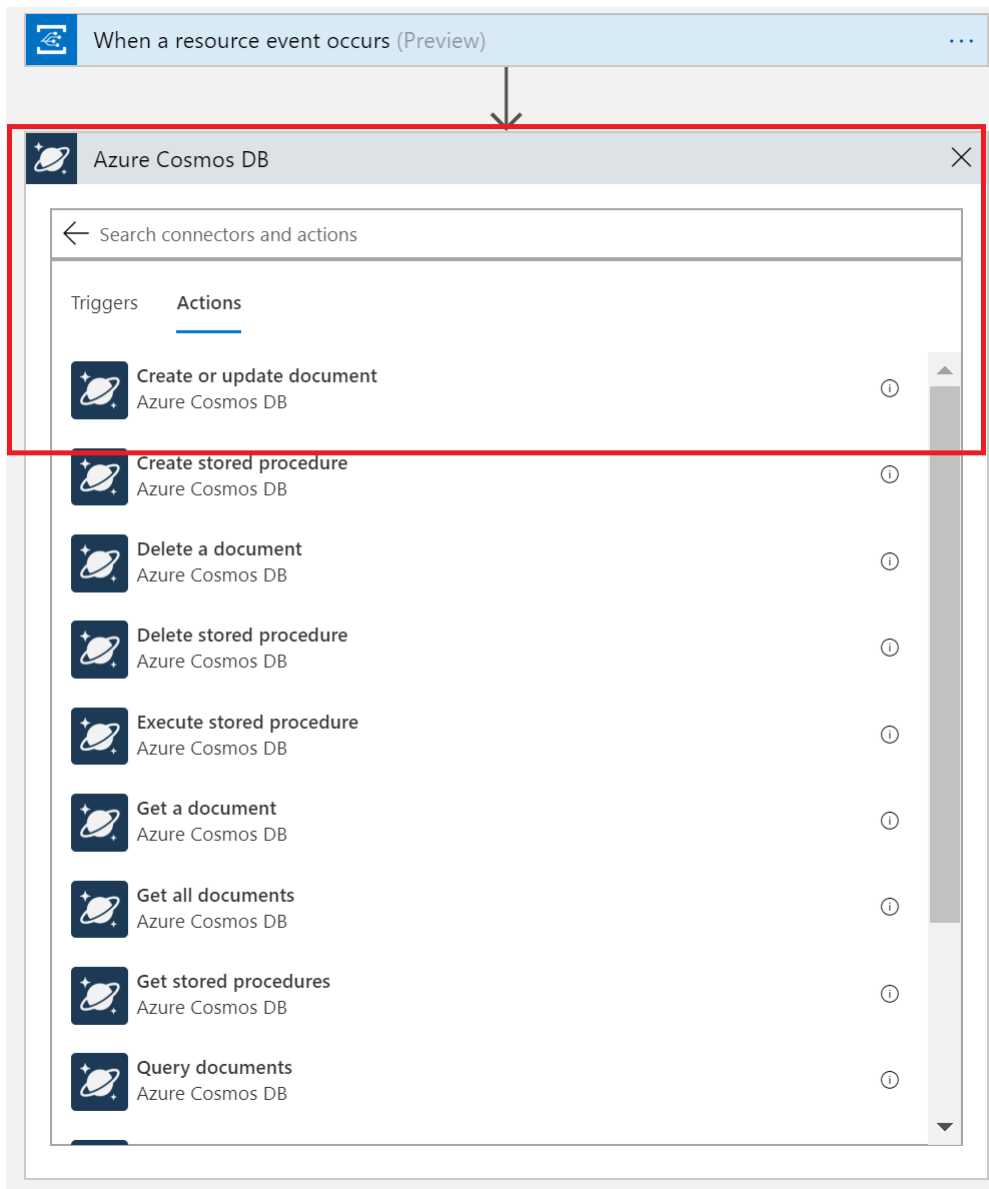 When a resource event occurs (Preview)
Azure Cosmos DB
Search connectors and actions
Triggers Actions
Create or update document
Azure Cosmos DB
Create stored procedure
Azure Cosmos DB
Delete a document
Azure Cosmos DB
Delete stored procedure
Azure Cosmos DB
Execute stored procedure
Azure Cosmos DB
Get a document
Azure Cosmos DB
Get all documents
Azure Cosmos DB
Get stored procedures
Azure Cosmos DB
Query documents
Azure Cosmos DB